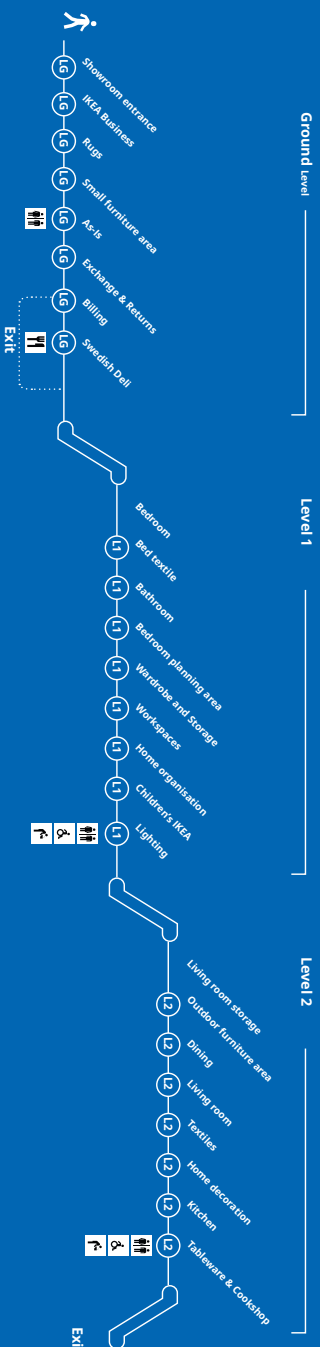 Ground Level
Showroom entrance
IKEA Business
Rugs
Small furniture area
As-is
Exchange & Returns
Billing
Swedish Deli
LG
LG
LG
LG
LG
LG
LG
LG
Exit
Level 1
Bedroom
Bed textile
Bathroom
Bedroom planning area
Wardrobe and Storage
Workspaces
Home organisation
Children's IKEA
Lighting
L1
L1
L1
L1
L1
L1
L1
L1
Level 2
Living room storage
Outdoor furniture area
Dining
Living room
Textiles
Home decoration
Kitchen
Tableware & Cookshop
L2
L2
L2
L2
L2
L2
L2
Exi